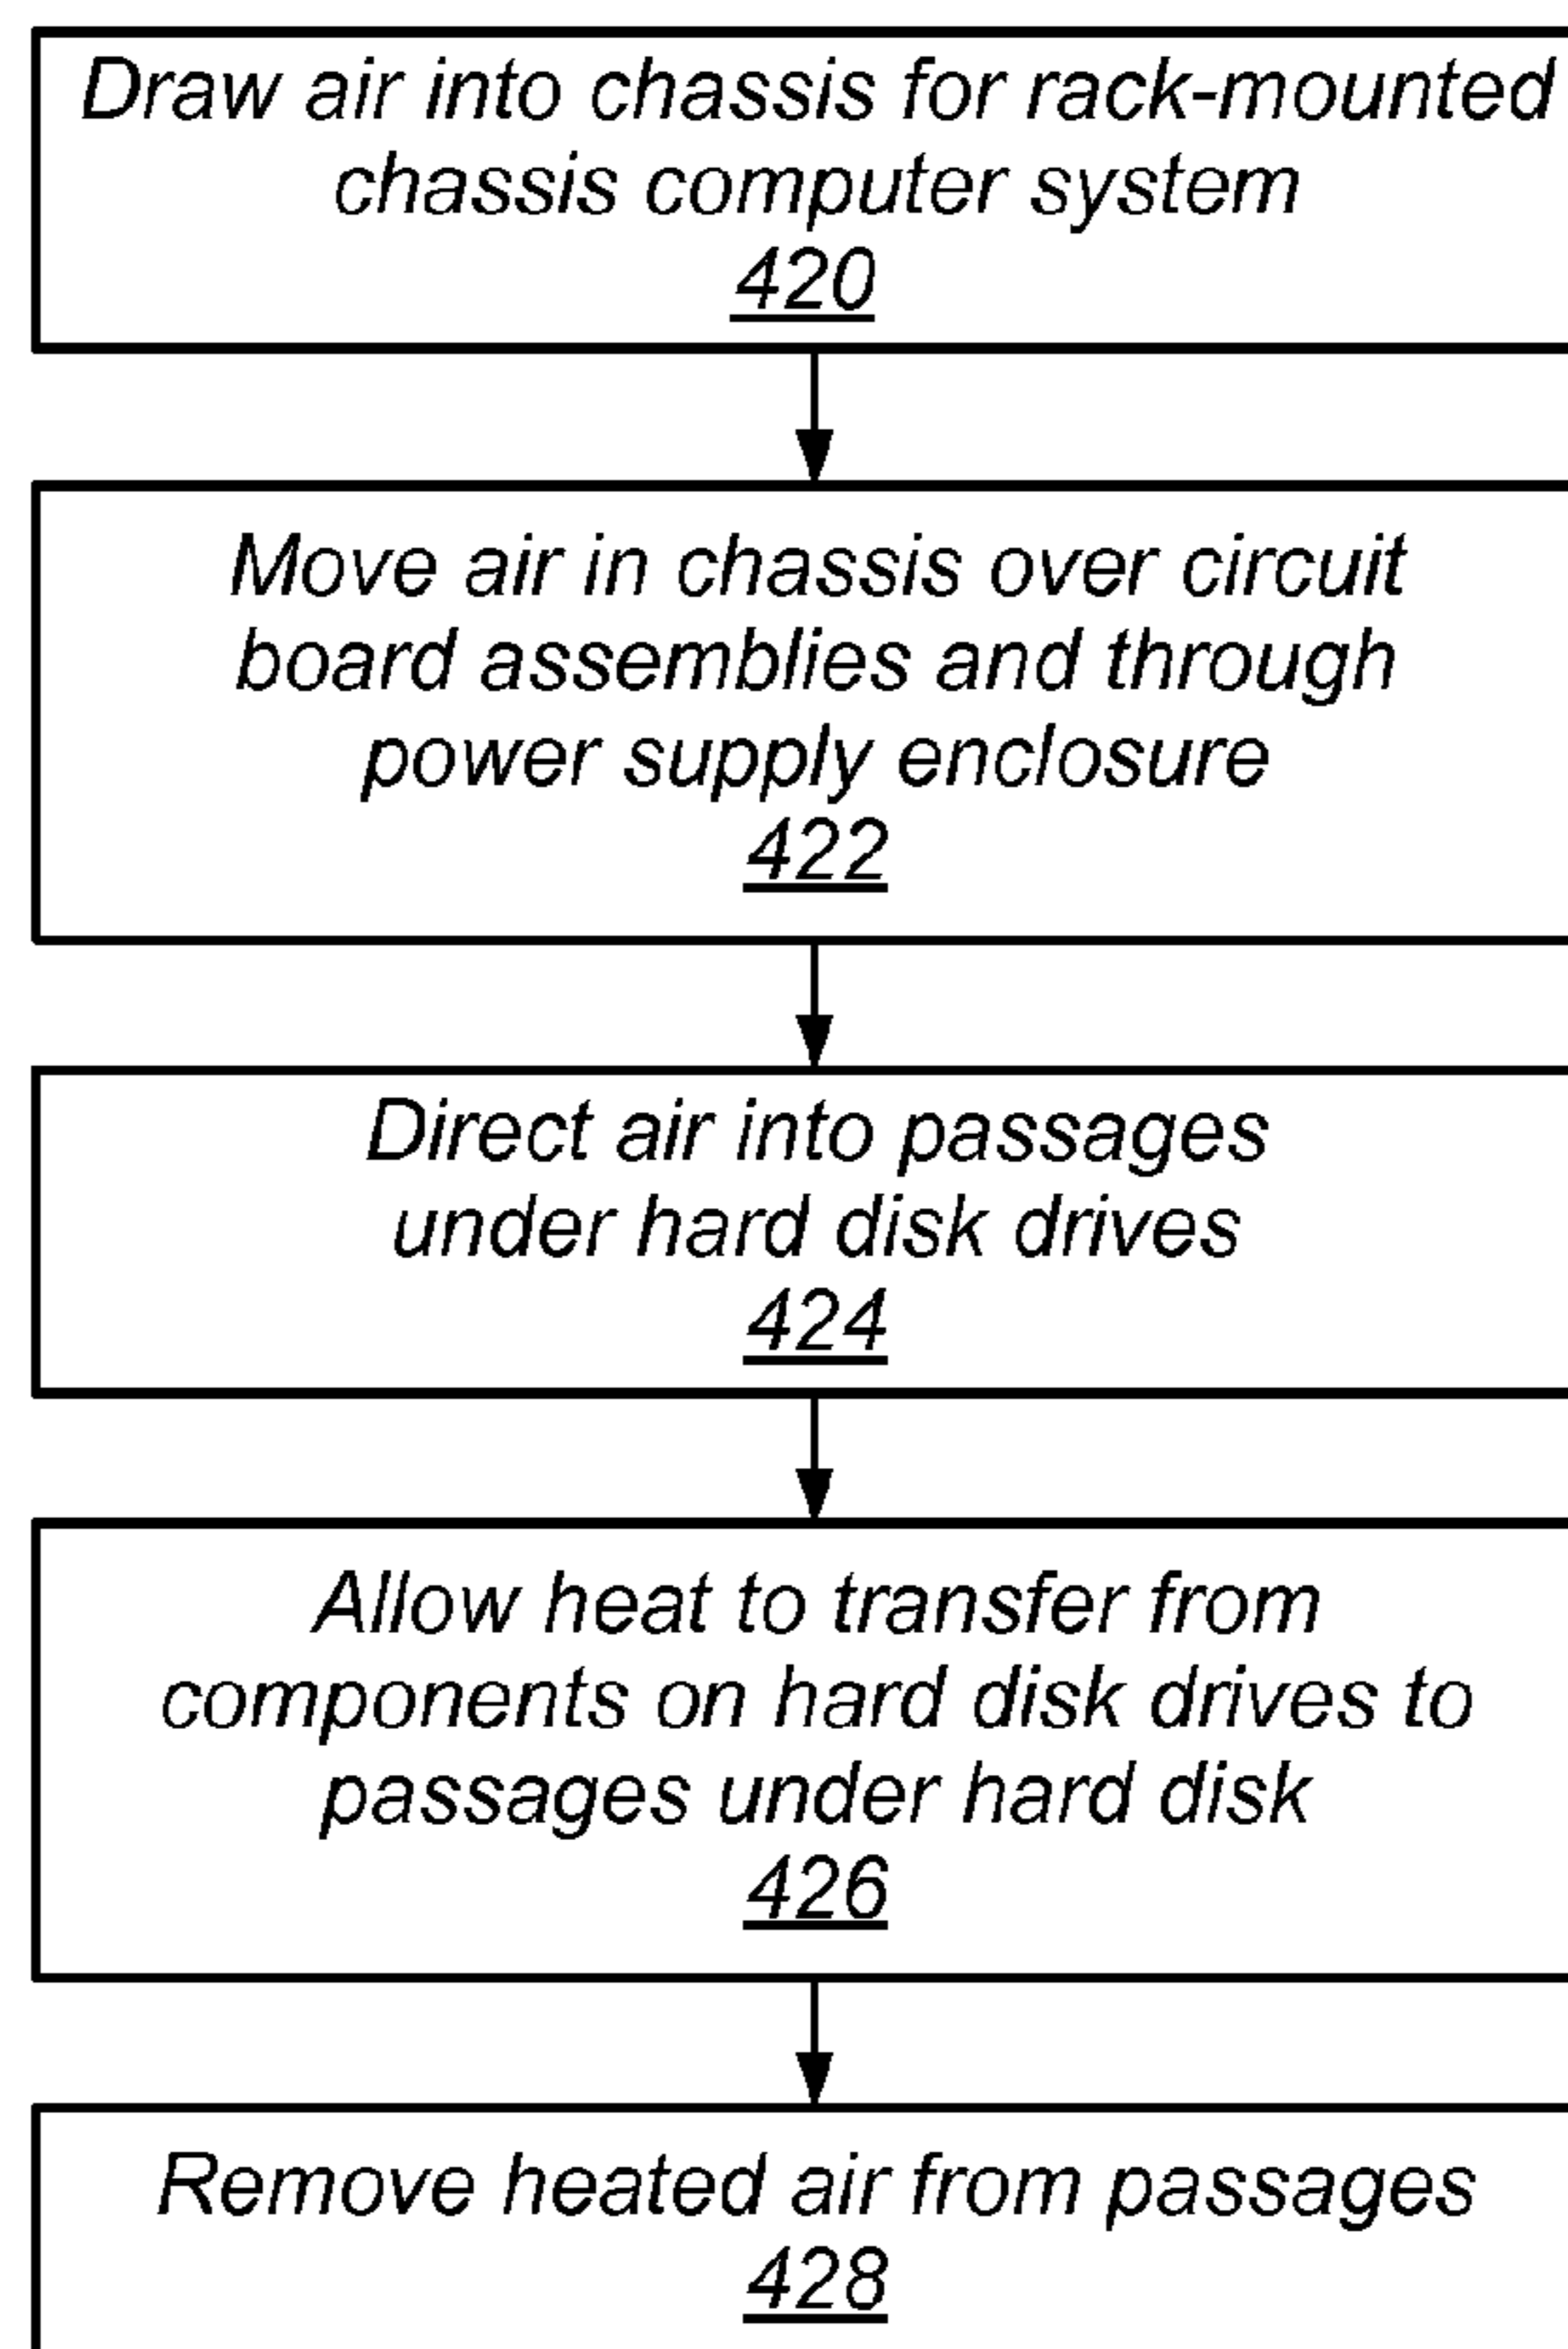 Draw air into chassis for rack-mounted
chassis computer system
420
Move air in chassis over circuit
board assemblies and through
power supply enclosure
422
Direct air into passages
under hard disk drives
424
Allow heat to transfer from
components on hard disk drives to
passages under hard disk
426
Remove heated air from passages
428